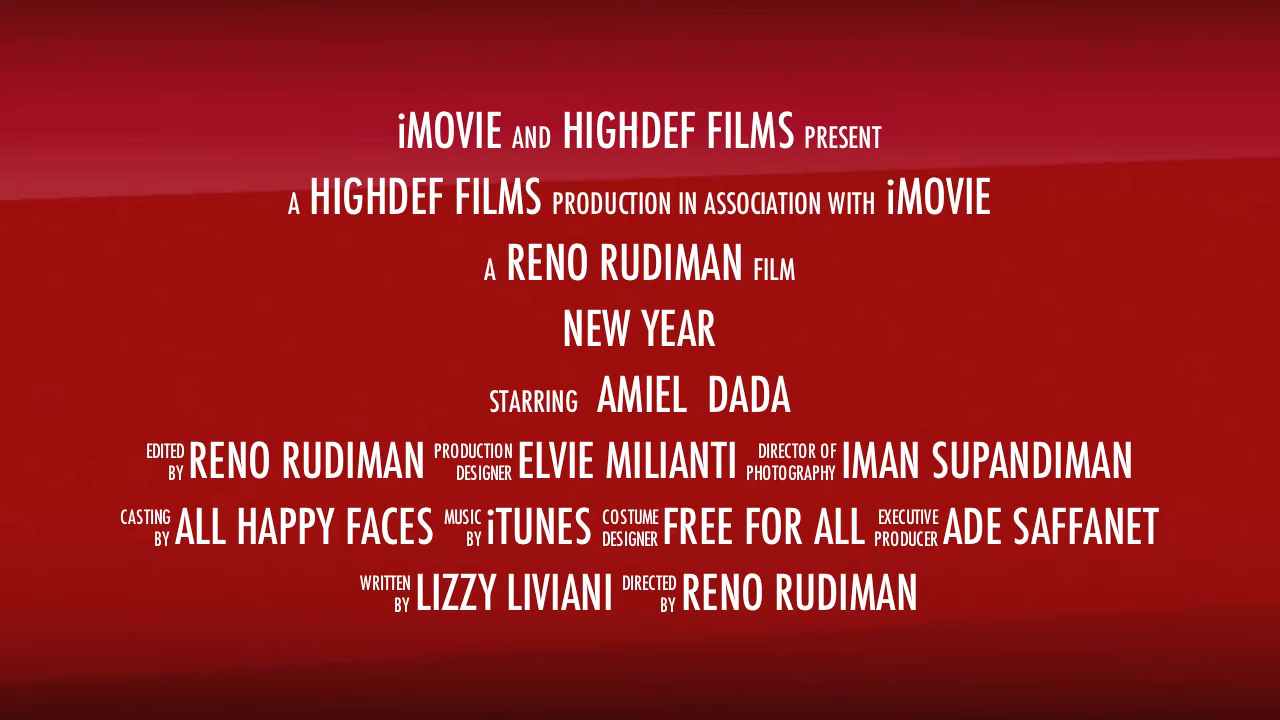 iMOVIE AND HIGHDEF FILMS PRESENT
A HIGHDEF FILMS PRODUCTION IN ASSOCIATION WITH iMOVIE
A RENO RUDIMAN FILM
NEW YEAR
STARRING AMIEL DADA
EDITED BY RENO RUDIMAN PRODUCTION DESIGNER ELVIE MILIANTI DIRECTOR OF PHOTOGRAPHY IMAN SUPANDIMAN
CASTING BY ALL HAPPY FACES MUSIC BY iTUNES COSTUME DESIGNER FREE FOR ALL EXECUTIVE PRODUCER ADE SAFFANET
WRITTEN BY LIZZY LIVIANI DIRECTED BY RENO RUDIMAN